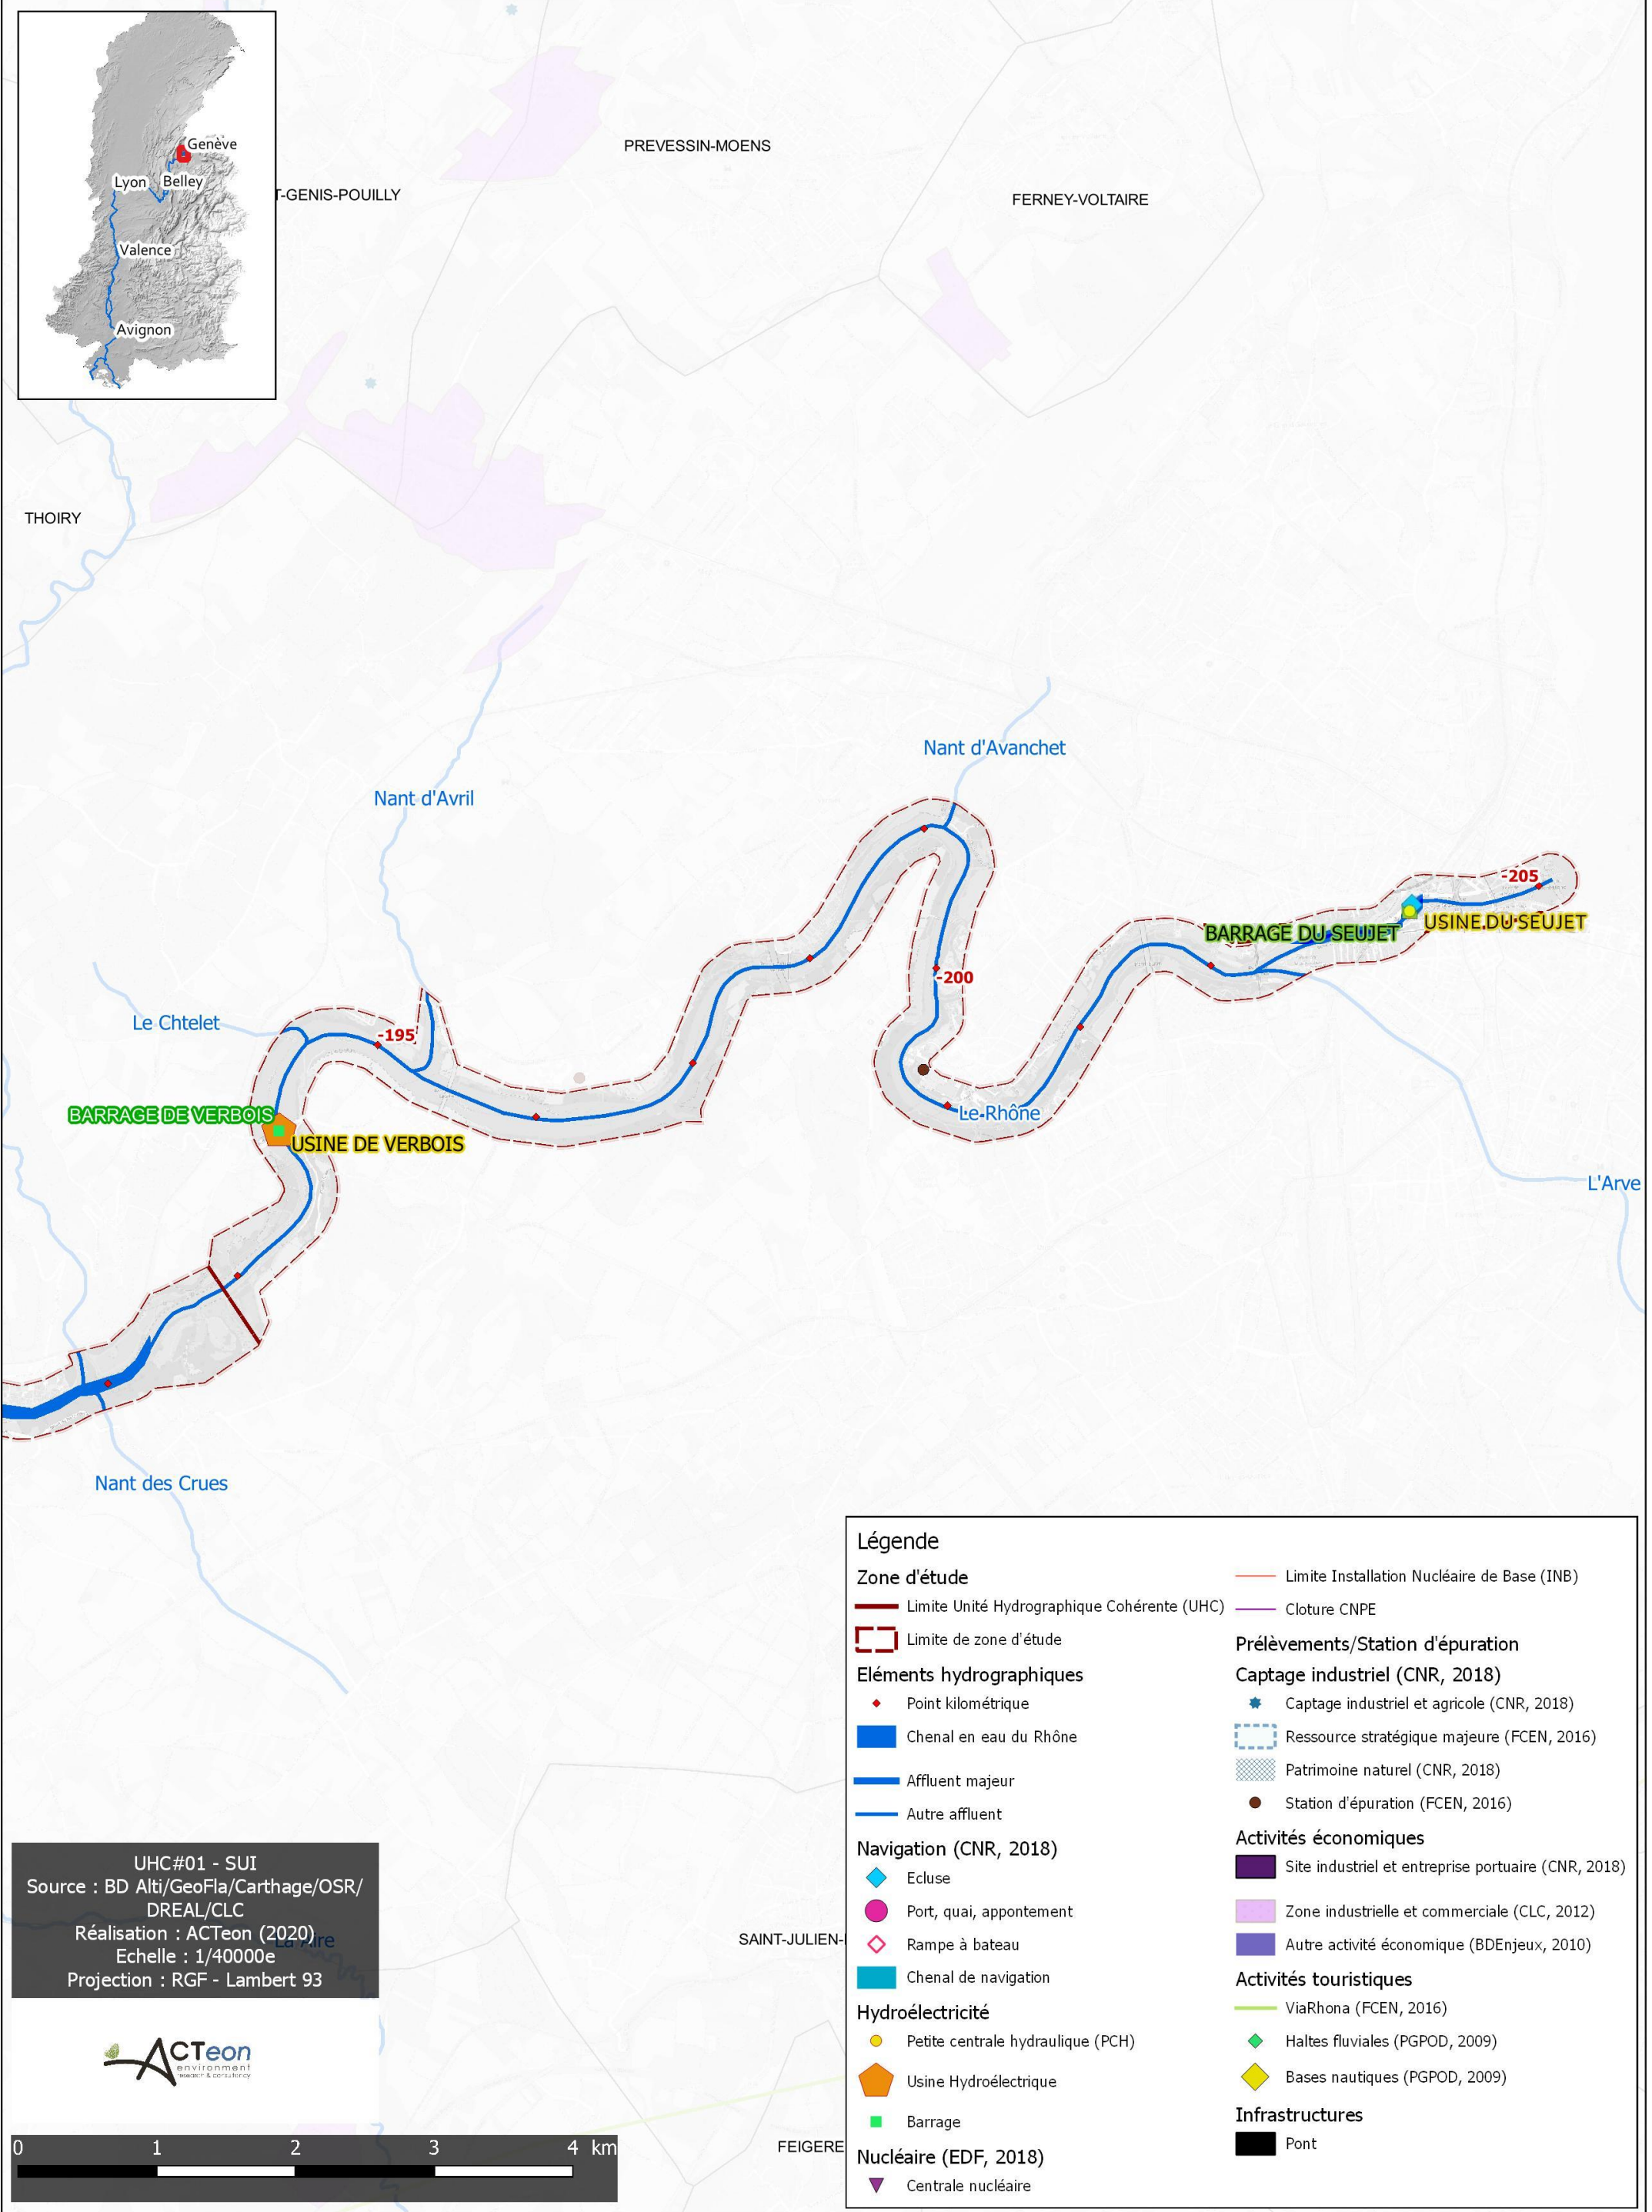 Genève
Lyon
Belley
Valence
Avignon
PREVESSIN-MOENS
T-GENIS-POUILLY
FERNEY-VOLTAIRE
THOIRY
Nant d'Avanchet
Nant d'Avril
-205
USINE DU SEUJET
BARRAGE DU SEUJET
-200
Le Chtelet
-195
BARRAGE DE VERBOIS
Le Rhône
USINE DE VERBOIS
L'Arve
Nant des Crues
Légende
Zone d'étude
Limite Unité Hydrographique Cohérente (UHC)
Limite de zone d'étude
Eléments hydrographiques
Point kilométrique
Chenal en eau du Rhône
Affluent majeur
Autre affluent
Navigation (CNR, 2018)
Ecluse
Port, quai, appontement
Rampe à bateau
Chenal de navigation
Hydroélectricité
Petite centrale hydraulique (PCH)
Usine Hydroélectrique
Barrage
Nucléaire (EDF, 2018)
Centrale nucléaire
Limite Installation Nucléaire de Base (INB)
Cloture CNPE
Prélèvements/Station d'épuration
Captage industriel (CNR, 2018)
Captage industriel et agricole (CNR, 2018)
Ressource stratégique majeure (FCEN, 2016)
Patrimoine naturel (CNR, 2018)
Station d'épuration (FCEN, 2016)
Activités économiques
Site industriel et entreprise portuaire (CNR, 2018)
Zone industrielle et commerciale (CLC, 2012)
Autre activité économique (BDEnjeux, 2010)
Activités touristiques
ViaRhona (FCEN, 2016)
Haltes fluviales (PGPOD, 2009)
Bases nautiques (PGPOD, 2009)
Infrastructures
Pont
UHC#01 - SUI
Source : BD Alti/GeoFla/Carthage/OSR/
DREAL/CLC
Réalisation : ACTeon (2020)
Echelle : 1/40000e
Projection : RGF - Lambert 93
La Aire
SAINT-JULIEN-
ACTeon
environment
research & consultancy
FEIGERE
0 1 2 3 4 km